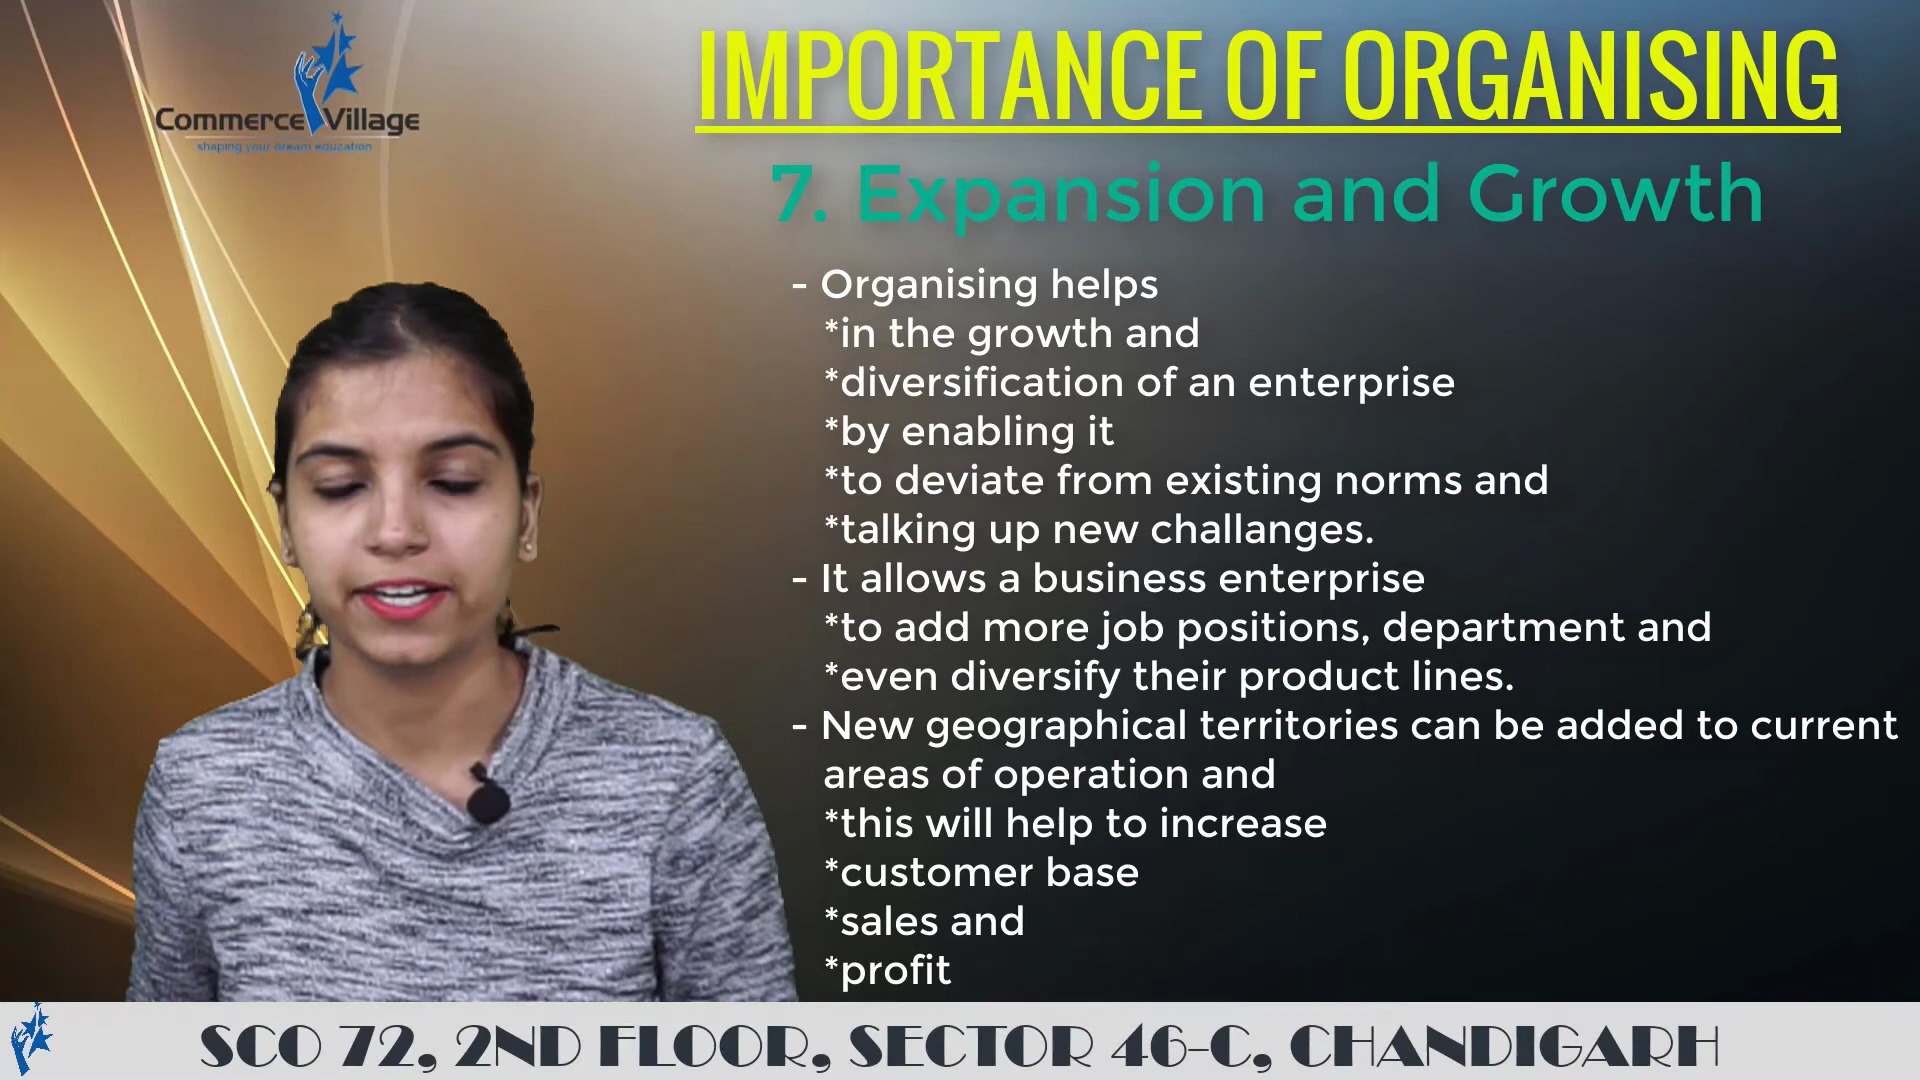 Commerce Village
shaping your dream education
IMPORTANCE OF ORGANISING
7. Expansion and Growth
- Organising helps
*in the growth and
*diversification of an enterprise
*by enabling it
*to deviate from existing norms and
*talking up new challanges.
- It allows a business enterprise
*to add more job positions, department and
*even diversify their product lines.
- New geographical territories can be added to current
areas of operation and
*this will help to increase
*customer base
*sales and
*profit
SCO 72, 2ND FLOOR, SECTOR 46-C, CHANDIGARH